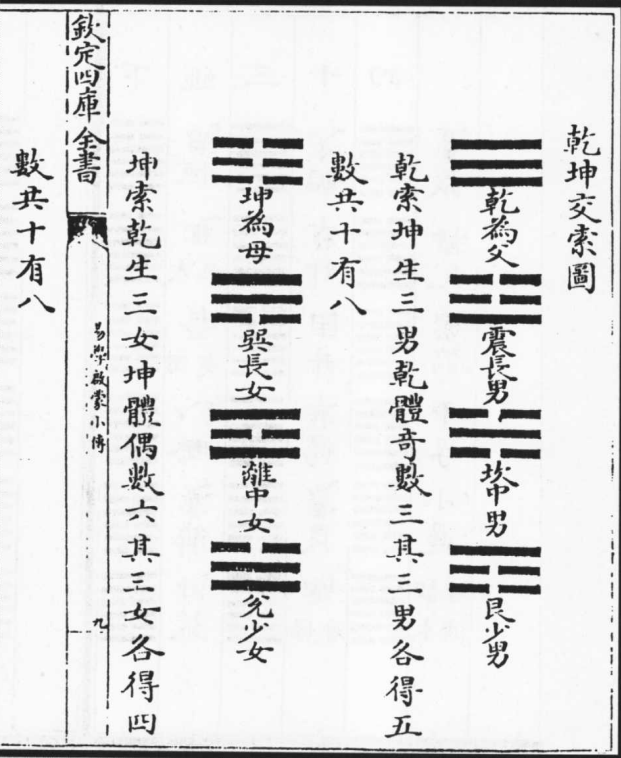 乾坤交索圖
乾為父
震長男
坎中男
艮少男
乾索坤生三男乾體奇數三其三男各得五
數共十有八
坤為母
巽長女
離中女
兌少女
坤索乾生三女坤體偶數六其三女各得四
欽定四庫全書
易學啟蒙小傳
九
數共十有八